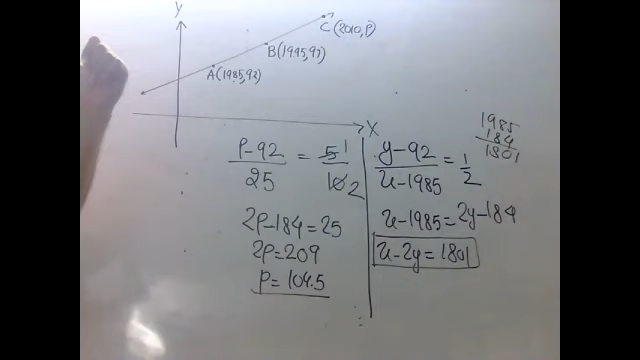 Y
C(2010,P)
B(1995,97)
A(1985,92)
X
P-92/25 = 5/10 1/2
2P-184=25
2P=209
P=104.5
y-92/x-1985 = 1/2
x-1985=2y-184
x-2y=1801
1985
184
1801